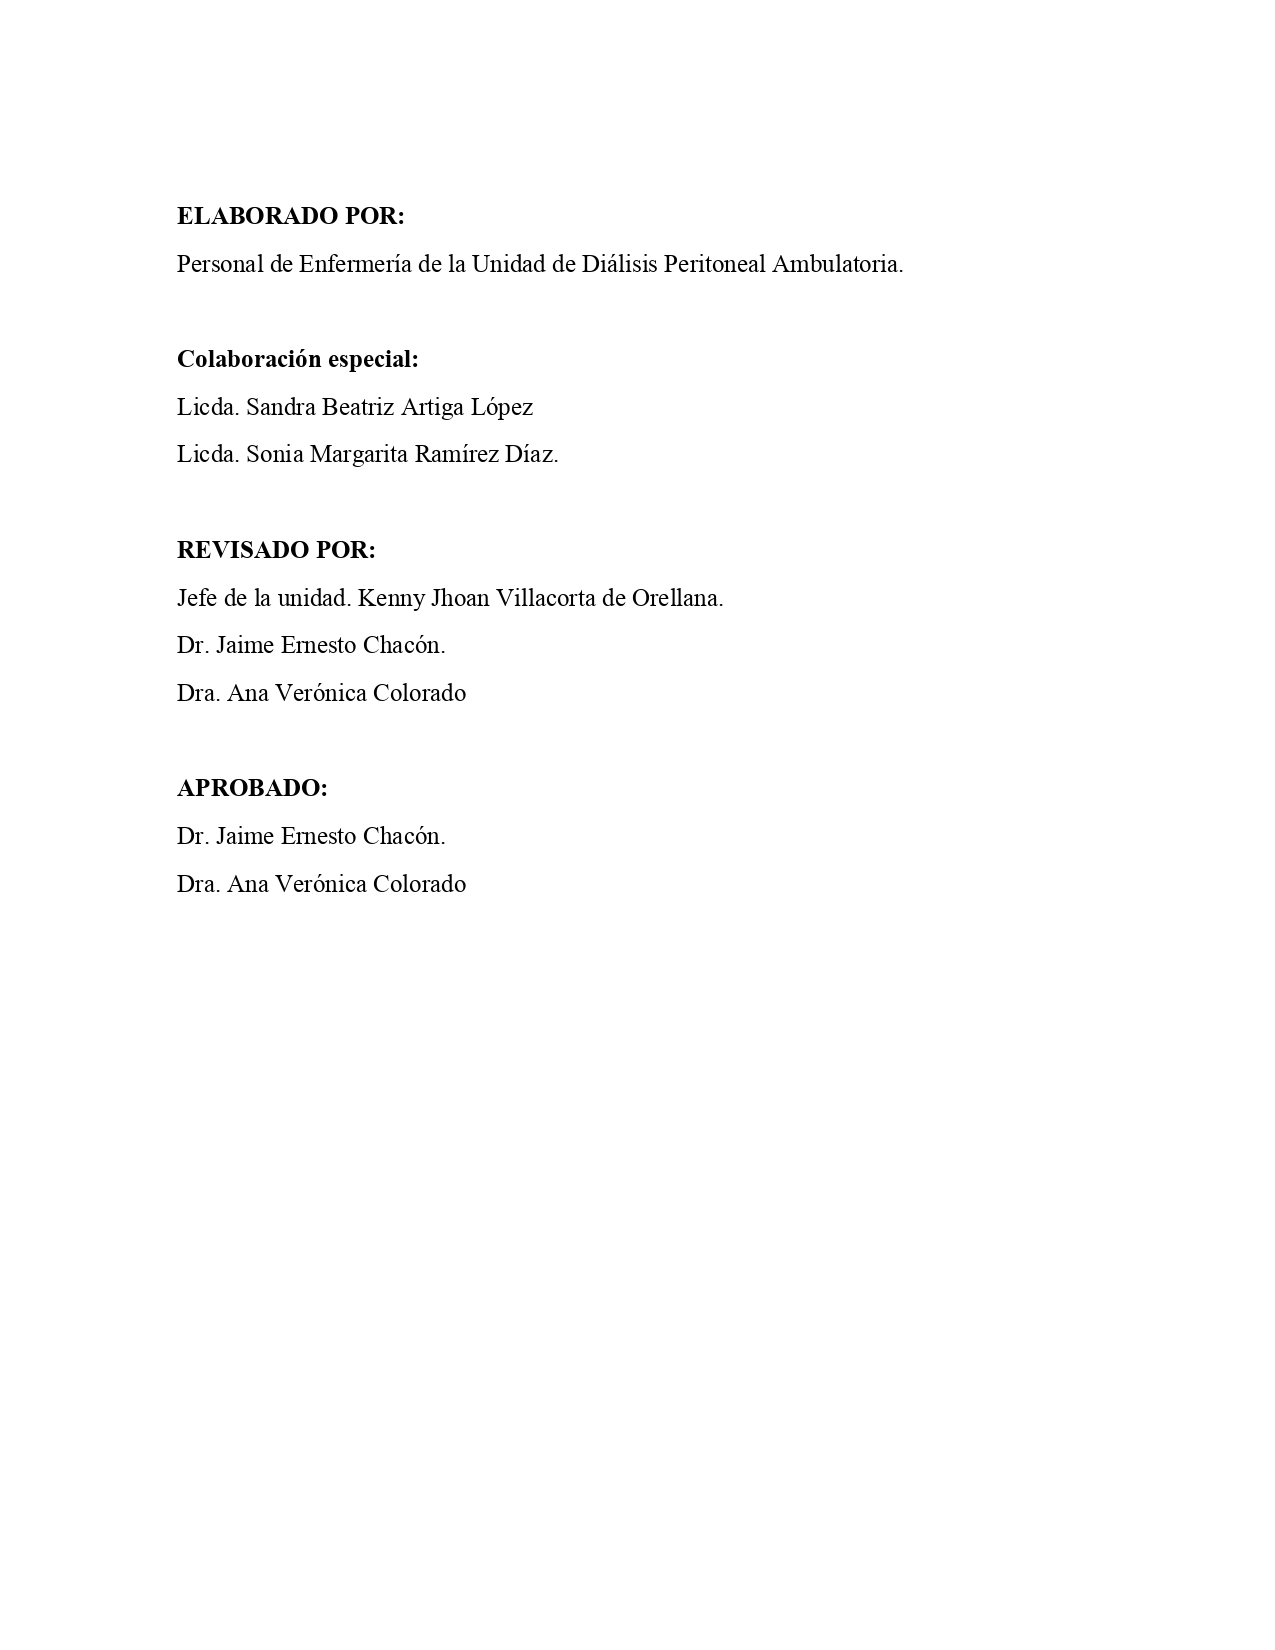 ELABORADO POR:
Personal de Enfermería de la Unidad de Diálisis Peritoneal Ambulatoria.
Colaboración especial:
Licda. Sandra Beatriz Artiga López
Licda. Sonia Margarita Ramírez Díaz.
REVISADO POR:
Jefe de la unidad. Kenny Jhoan Villacorta de Orellana.
Dr. Jaime Ernesto Chacón.
Dra. Ana Verónica Colorado
APROBADO:
Dr. Jaime Ernesto Chacón.
Dra. Ana Verónica Colorado